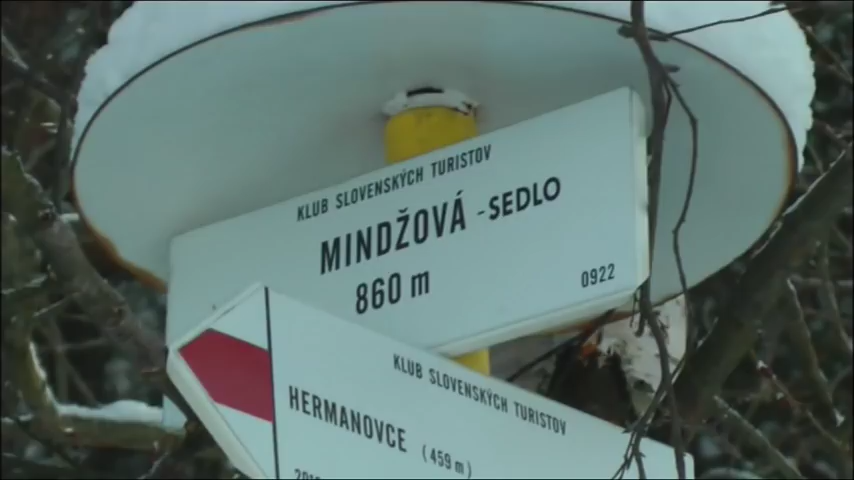 KLUB SLOVENSKÝCH TURISTOV
MINDŽOVÁ - SEDLO
860 m
0922
KLUB SLOVENSKÝCH TURISTOV
HERMANOVCE (459 m)